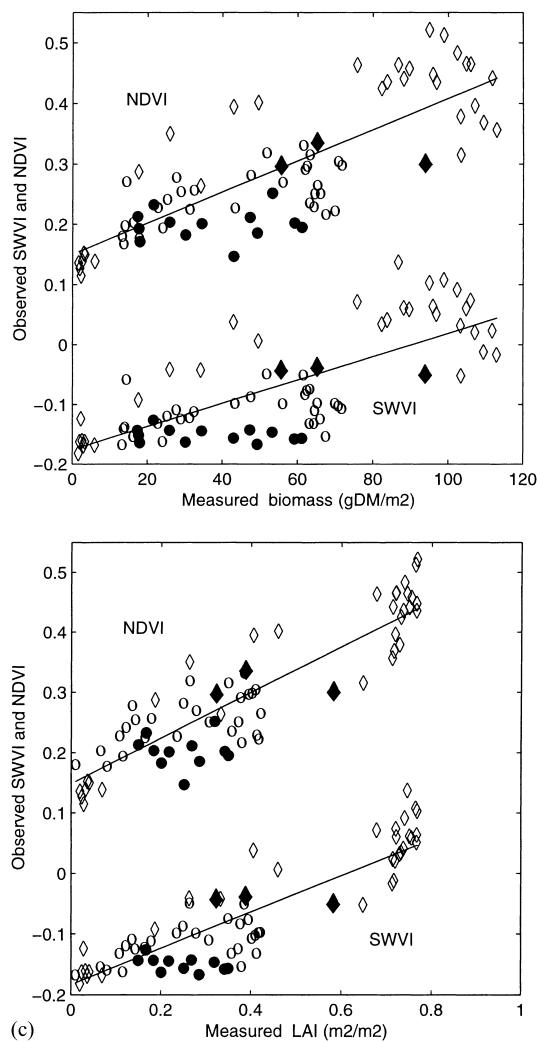 0.5
0.4
NDVI
0.3
0.2
0.1
0
−0.1
SWVI
−0.2
0 20 40 60 80 100 120
Observed SWVI and NDVI
Measured biomass (gDM/m2)
0.5
0.4
NDVI
0.3
0.2
0.1
0
−0.1
SWVI
−0.2
0 0.2 0.4 0.6 0.8 1
Observed SWVI and NDVI
(c) Measured LAI (m2/m2)